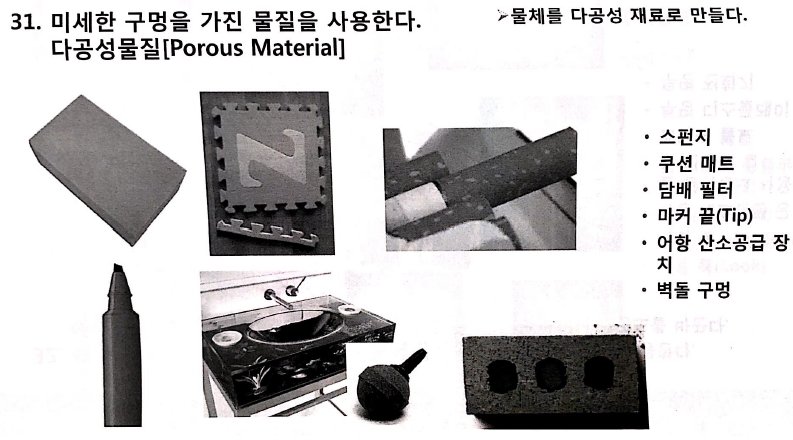 31. 미세한 구멍을 가진 물질을 사용한다.
다공성물질[Porous Material]
➢물체를 다공성 재료로 만들다.
• 스펀지
• 쿠션 매트
• 담배 필터
• 마커 끝(Tip)
• 어항 산소공급 장
치
• 벽돌 구멍